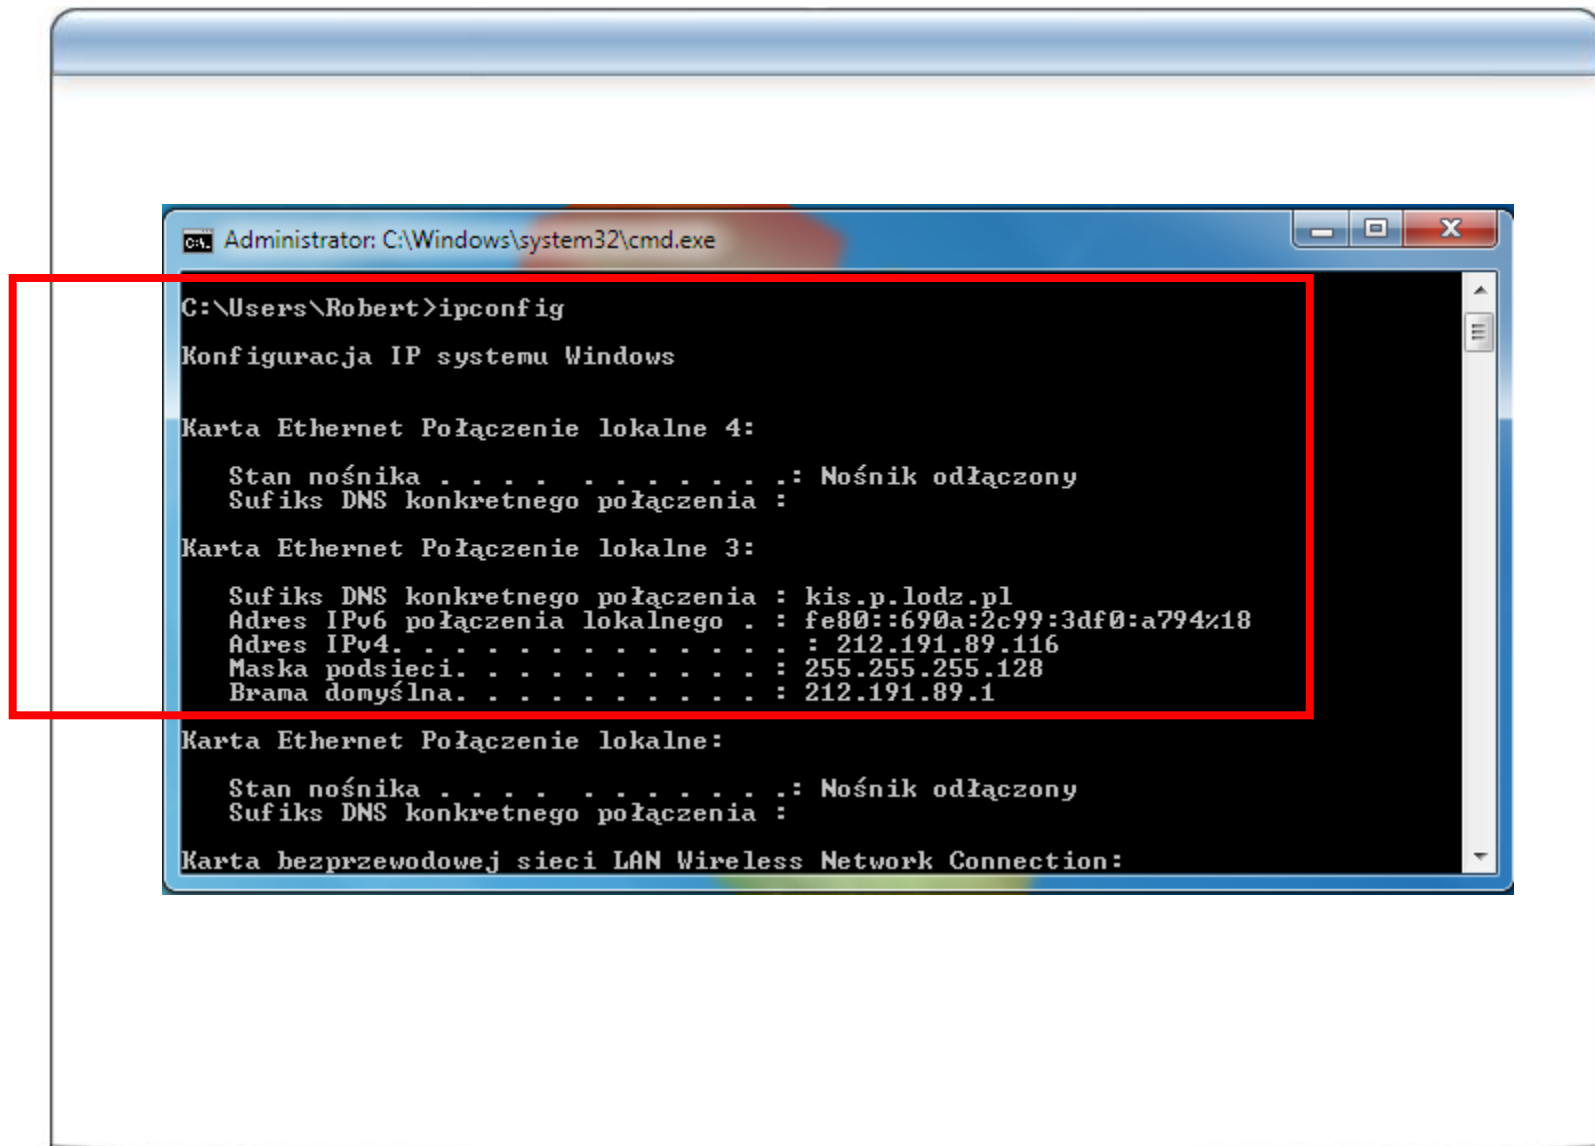 Administrator: C:\Windows\system32\cmd.exe
C:\Users\Robert>ipconfig
Konfiguracja IP systemu Windows
Karta Ethernet Połączenie lokalne 4:
Stan nośnika . . . . . . . . . . . .: Nośnik odłączony
Sufiks DNS konkretnego połączenia :
Karta Ethernet Połączenie lokalne 3:
Sufiks DNS konkretnego połączenia : kis.p.lodz.pl
Adres IPv6 połączenia lokalnego . : fe80::690a:2c99:3df0:a794%18
Adres IPv4. . . . . . . . . . . . . : 212.191.89.116
Maska podsieci. . . . . . . . . . : 255.255.255.128
Brama domyślna. . . . . . . . . . : 212.191.89.1
Karta Ethernet Połączenie lokalne:
Stan nośnika . . . . . . . . . . . .: Nośnik odłączony
Sufiks DNS konkretnego połączenia :
Karta bezprzewodowej sieci LAN Wireless Network Connection: